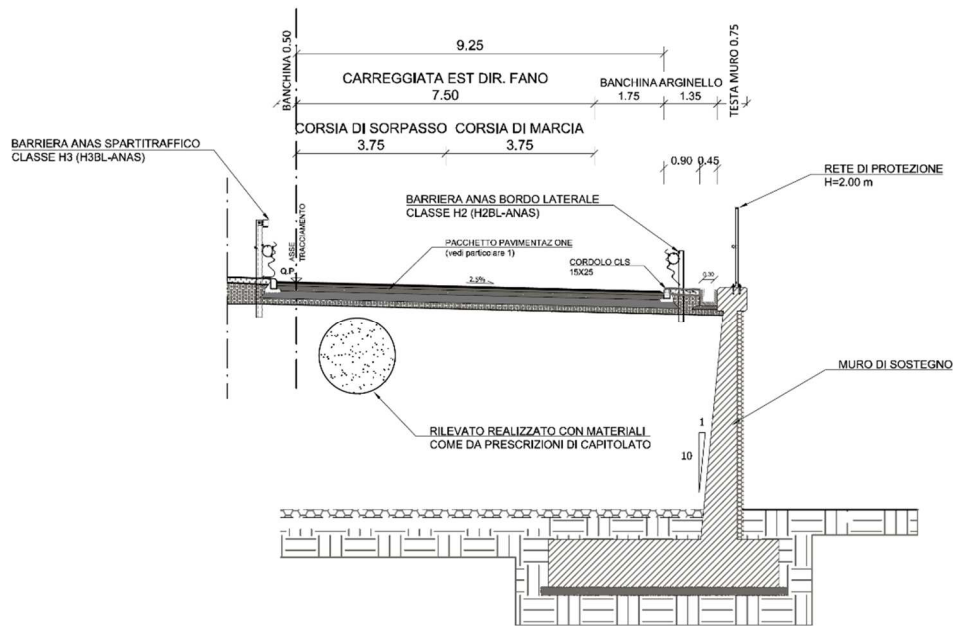 BANCHINA 0.50
9.25
TESTA MURO 0.75
CARREGGIATA EST DIR. FANO
7.50
BANCHINA ARGINELLO
1.75
1.35
CORSIA DI SORPASSO CORSIA DI MARCIA
3.75
3.75
0.90 0.45
BARRIERA ANAS SPARTITRAFFICO
CLASSE H3 (H3BL-ANAS)
RETE DI PROTEZIONE
H=2.00 m
BARRIERA ANAS BORDO LATERALE
CLASSE H2 (H2BL-ANAS)
ASSE
TRACCIAMENTO
PACCHETTO PAVIMENTAZIONE
(vedi particolare 1)
CORDOLO CLS
15X25
Q.P.
2.5%
0.30
MURO DI SOSTEGNO
1
10
RILEVATO REALIZZATO CON MATERIALI
COME DA PRESCRIZIONI DI CAPITOLATO